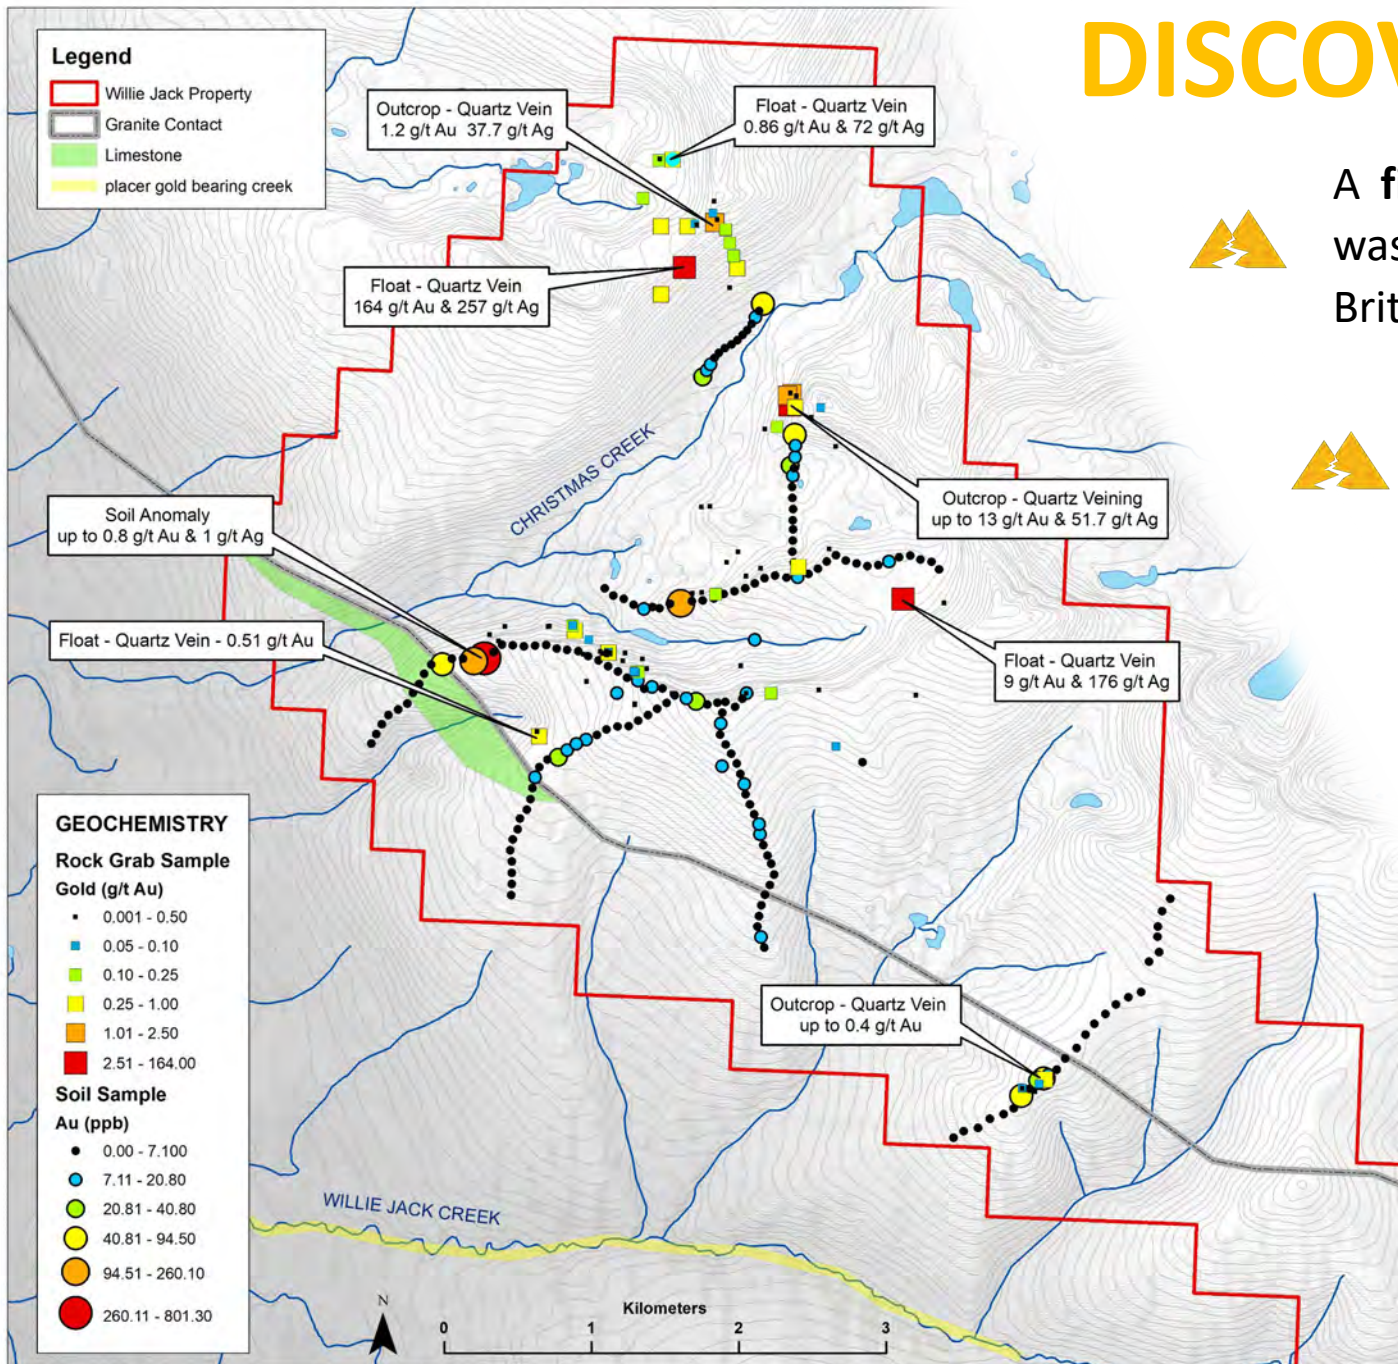 DISCOV
A f
was
Brit
Legend
Willie Jack Property
Granite Contact
Limestone
placer gold bearing creek
Outcrop - Quartz Vein
1.2 g/t Au 37.7 g/t Ag
Float - Quartz Vein
0.86 g/t Au & 72 g/t Ag
Float - Quartz Vein
164 g/t Au & 257 g/t Ag
CHRISTMAS CREEK
Soil Anomaly
up to 0.8 g/t Au & 1 g/t Ag
Outcrop - Quartz Veining
up to 13 g/t Au & 51.7 g/t Ag
Float - Quartz Vein - 0.51 g/t Au
Float - Quartz Vein
9 g/t Au & 176 g/t Ag
Outcrop - Quartz Vein
up to 0.4 g/t Au
GEOCHEMISTRY
Rock Grab Sample
Gold (g/t Au)
0.001 - 0.50
0.05 - 0.10
0.10 - 0.25
0.25 - 1.00
1.01 - 2.50
2.51 - 164.00
Soil Sample
Au (ppb)
0.00 - 7.100
7.11 - 20.80
20.81 - 40.80
40.81 - 94.50
94.51 - 260.10
260.11 - 801.30
WILLIE JACK CREEK
N
Kilometers
0 1 2 3